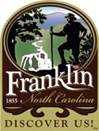 Franklin
1855
North Carolina
DISCOVER US!